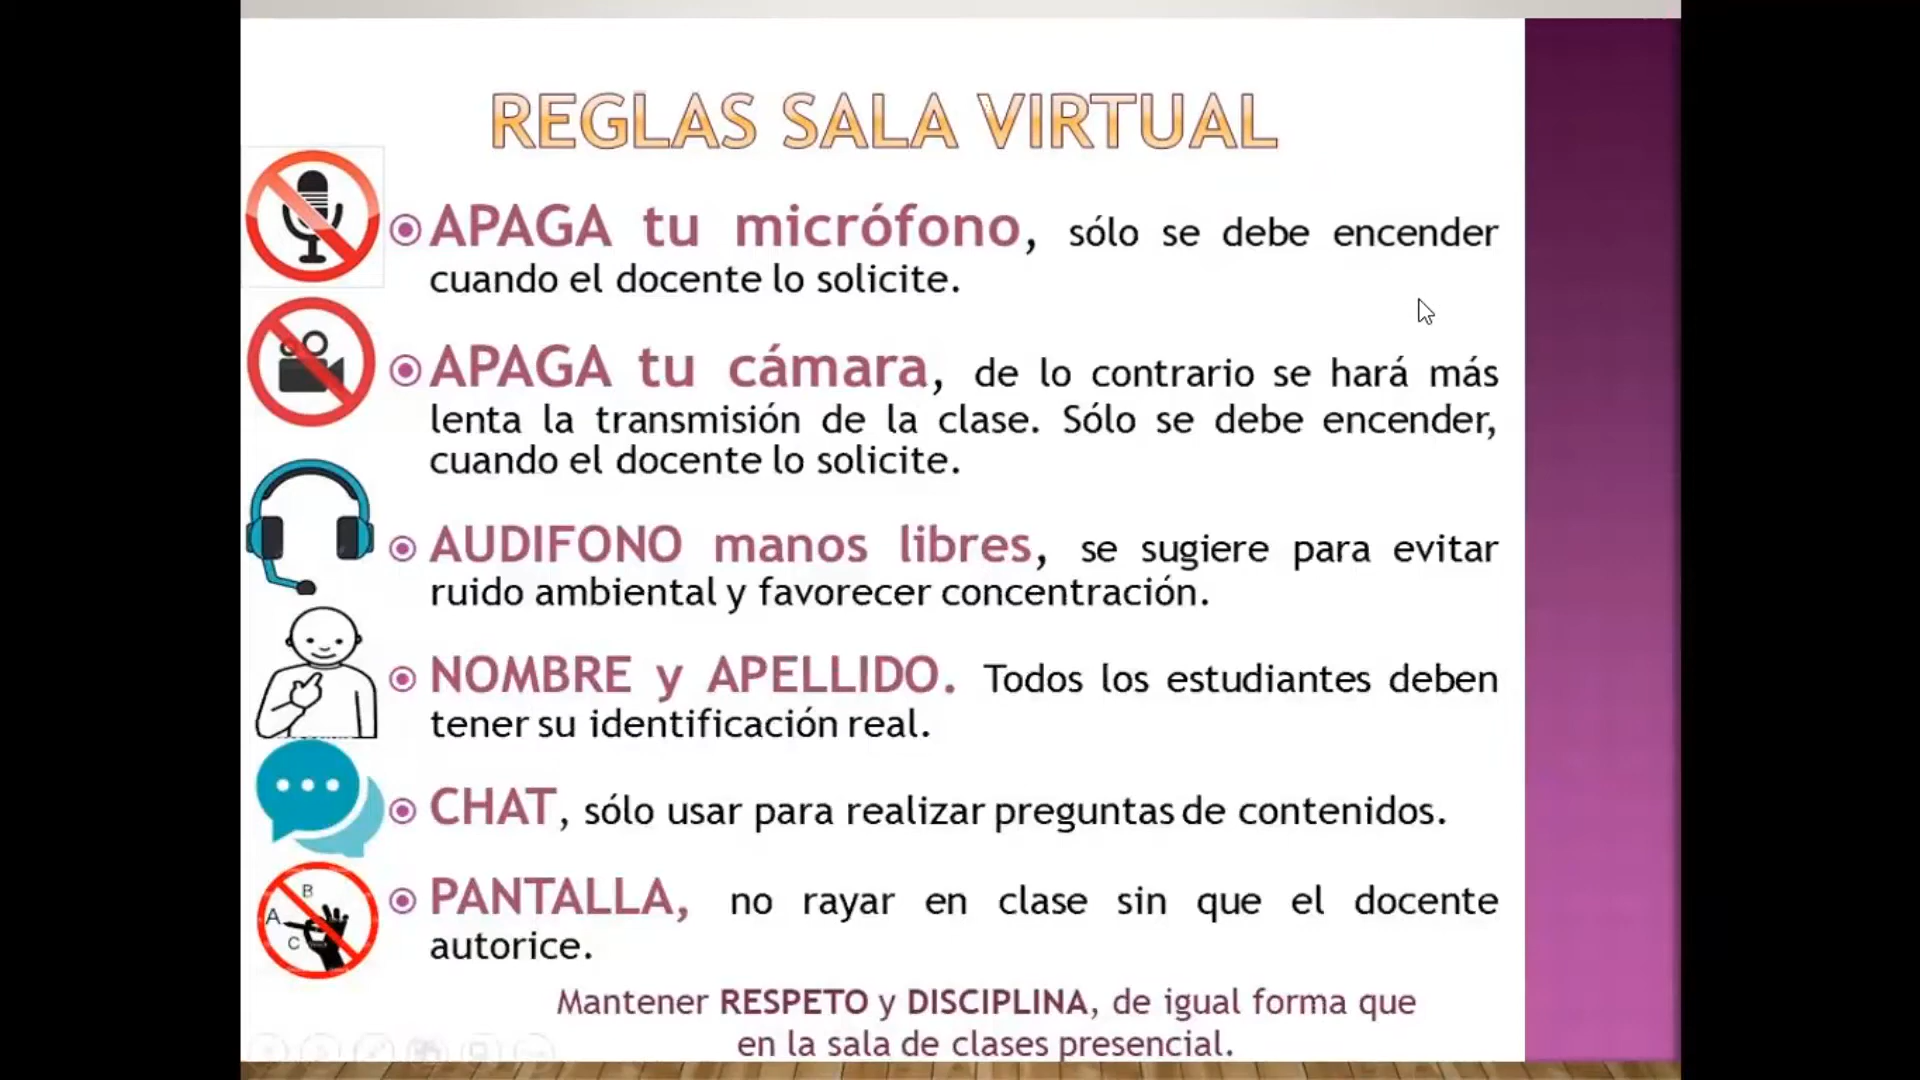 REGLAS SALA VIRTUAL
APAGA tu micrófono, sólo se debe encender
cuando el docente lo solicite.
APAGA tu cámara, de lo contrario se hará más
lenta la transmisión de la clase. Sólo se debe encender,
cuando el docente lo solicite.
AUDIFONO manos libres, se sugiere para evitar
ruido ambiental y favorecer concentración.
NOMBRE y APELLIDO. Todos los estudiantes deben
tener su identificación real.
CHAT, sólo usar para realizar preguntas de contenidos.
B
A
C
PANTALLA, no rayar en clase sin que el docente
autorice.
Mantener RESPETO y DISCIPLINA, de igual forma que
en la sala de clases presencial.